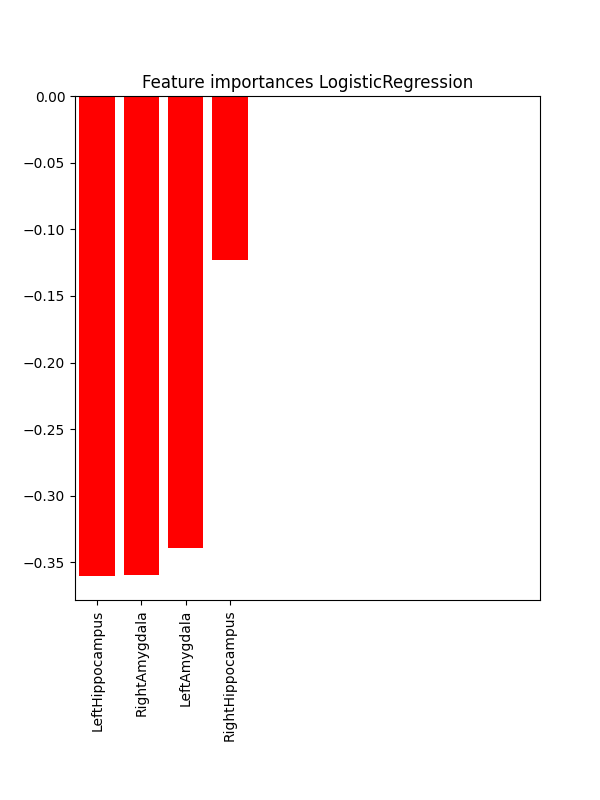 Feature importances LogisticRegression
0.00
−0.05
−0.10
−0.15
−0.20
−0.25
−0.30
−0.35
LeftHippocampus
RightAmygdala
LeftAmygdala
RightHippocampus